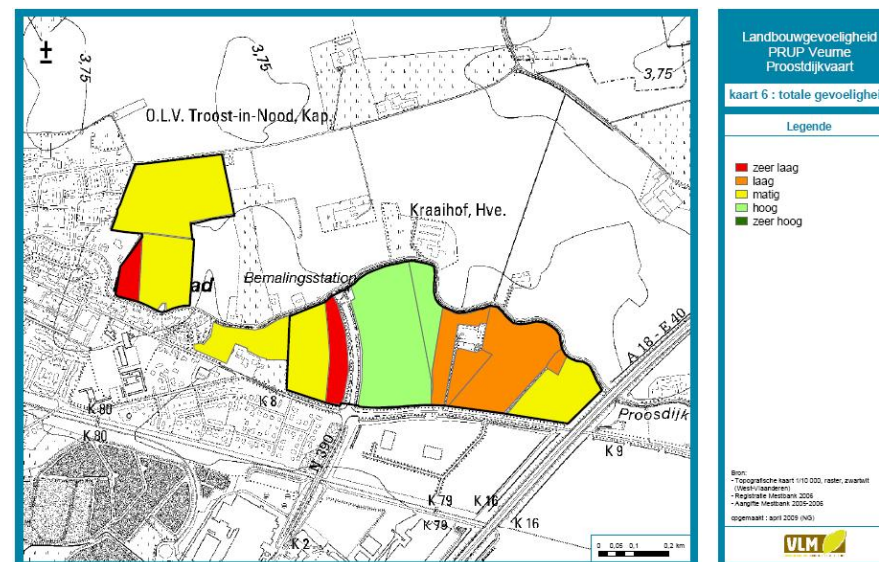 3,75
3,75
3,75
O.L.V. Troost-in-Nood, Kap.
Kraaihof, Hve.
Bemalingsstation
ad
A 18 - E 40
K 8
K 80
K 80
N 390
Proosdijk
K 9
K 79
K 16
K 79
K 16
K 2
0 0,05 0,1 0,2 km
Landbouwgevoeligheid
PRUP Veurne
Proostdijkvaart
kaart 6 : totale gevoelighei
Legende
zeer laag
laag
matig
hoog
zeer hoog
Bron:
- Topografische kaart 1/10 000, raster, zwartwit
(West-Vlaanderen)
- Registratie Mestbank 2006
- Aangifte Mestbank 2005-2006
opgemaakt : april 2009 (NG)
VLM